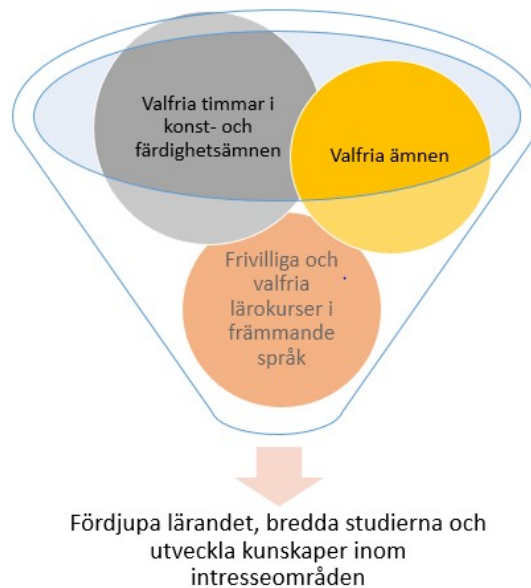 Valfria timmar i
konst- och
färdighetsämnen
Valfria ämnen
Frivilliga och
valfria
lärokurser i
främmande
språk
Fördjupa lärandet, bredda studierna och
utveckla kunskaper inom
intresseområden